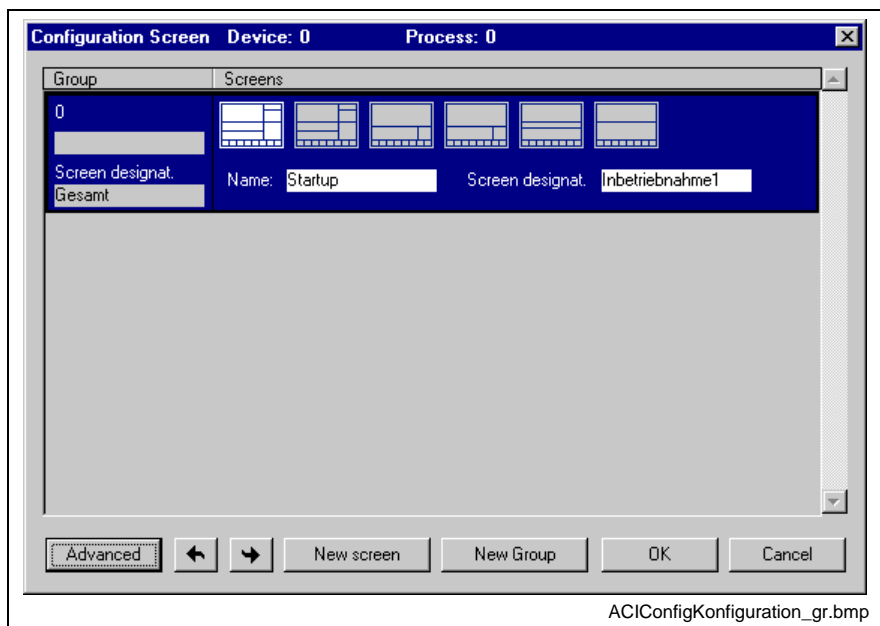 Configuration Screen Device: 0 Process: 0
Group Screens
0
Screen designat.
Gesamt
Name: Startup Screen designat. Inbetriebnahme1
Advanced New screen New Group OK Cancel
ACIConfigKonfiguration_gr.bmp